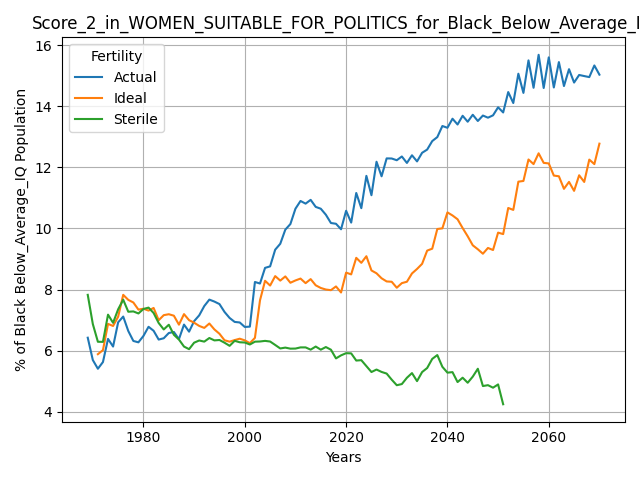 Score_2_in_WOMEN_SUITABLE_FOR_POLITICS_for_Black_Below_Average_I
Fertility
Actual
Ideal
Sterile
% of Black Below_Average_IQ Population
16
14
12
10
8
6
4
1980
2000
2020
2040
2060
Years